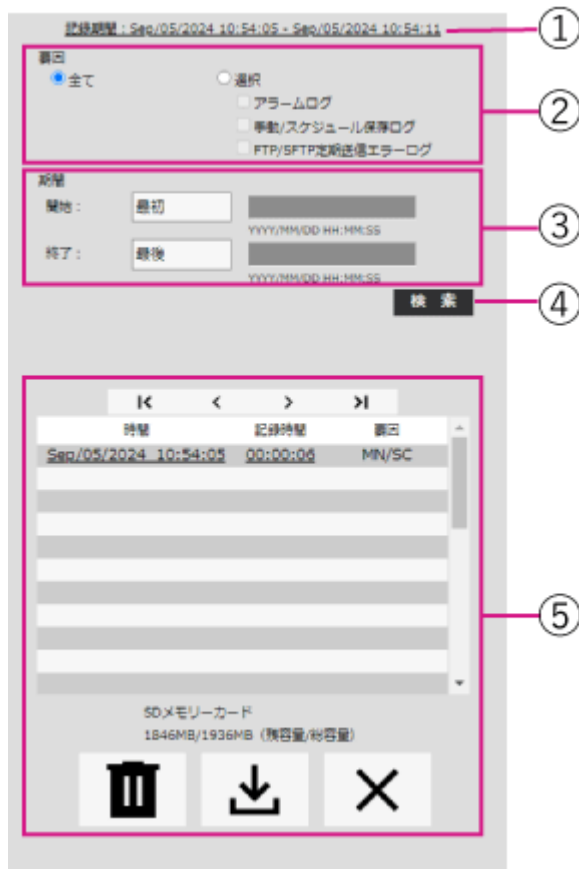 記録期間 : Sep/05/2024 10:54:05 - Sep/05/2024 10:54:11
①
要因
全て
選択
アラームログ
手動/スケジュール保存ログ
FTP/SFTP定期送信エラーログ
②
期間
開始 :
最初
YYYY/MM/DD HH:MM:SS
③
終了 :
最後
YYYY/MM/DD HH:MM:SS
検 索
④
時間 記録時間 要因
Sep/05/2024 10:54:05 00:00:06 MN/SC
⑤
SDメモリーカード
1846MB/1936MB (残容量/総容量)